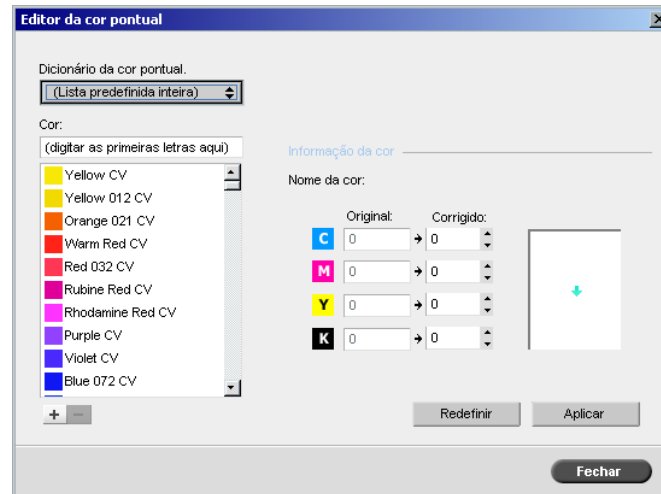 Editor da cor pontual
Dicionário da cor pontual.
(Lista predefinida inteira)
Cor:
(digitar as primeiras letras aqui)
Yellow CV
Yellow 012 CV
Orange 021 CV
Warm Red CV
Red 032 CV
Rubine Red CV
Rhodamine Red CV
Purple CV
Violet CV
Blue 072 CV
+ −
Informação da cor
Nome da cor:
Original: Corrigido:
C 0 → 0
M 0 → 0
Y 0 → 0
K 0 → 0
Redefinir Aplicar
Fechar